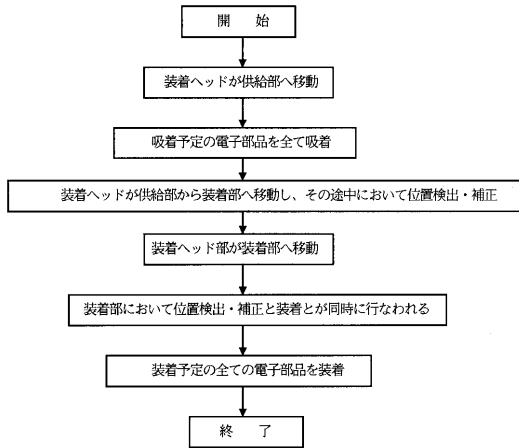 開 始
装着ヘッドが供給部へ移動
吸着予定の電子部品を全て吸着
装着ヘッドが供給部から装着部へ移動し、その途中において位置検出・補正
装着ヘッド部が装着部へ移動
装着部において位置検出・補正と装着とが同時に行なわれる
装着予定の全ての電子部品を装着
終 了